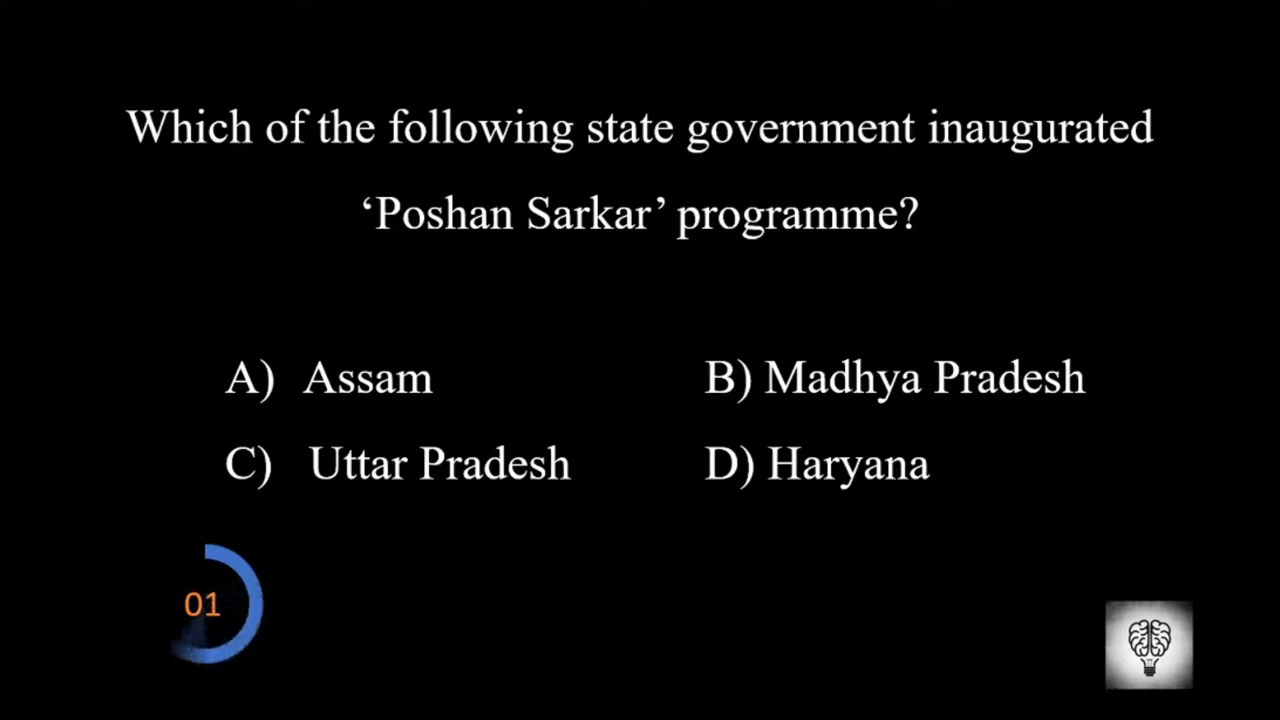 Which of the following state government inaugurated
‘Poshan Sarkar’ programme?
A) Assam
B) Madhya Pradesh
C) Uttar Pradesh
D) Haryana
01